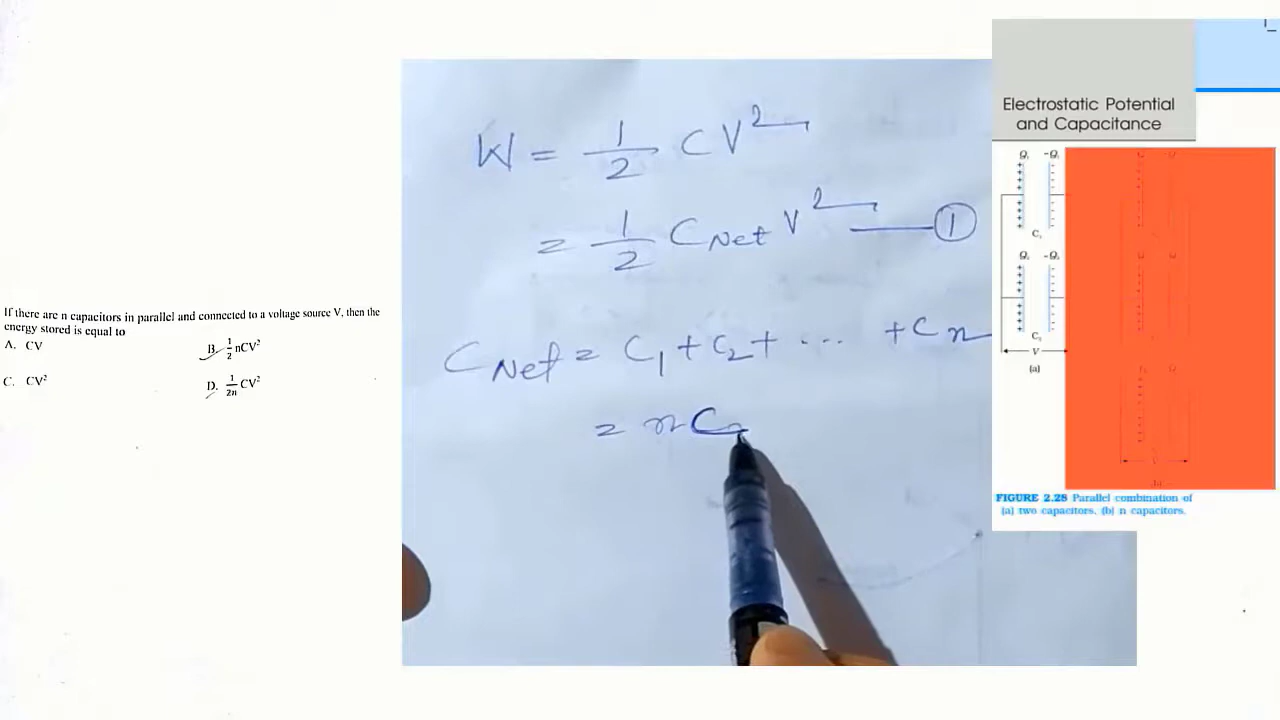 If there are n capacitors in parallel and connected to a voltage source V, then the
energy stored is equal to
A. CV
B. 1/2 nCV²
C. CV²
D. 1/2n CV²
W = 1/2 CV²
= 1/2 C_Net V² ①
C_Net = C₁ + C₂ + ... + Cn
= nC
Electrostatic Potential
and Capacitance
V
(a)
FIGURE 2.28 Parallel combination of
(a) two capacitors, (b) n capacitors.